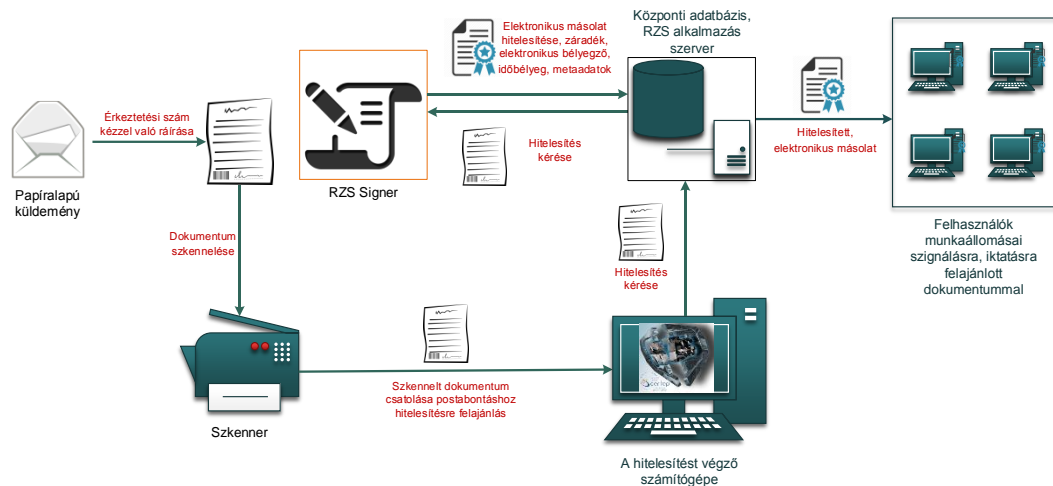 Elektronikus másolat
hitelesítése, záradék,
elektronikus bélyegző,
időbélyeg, metaadatok
Központi adatbázis,
RZS alkalmazás
szerver
Érkeztetési szám
kézzel való ráírása
Papíralapú
küldemény
RZS Signer
Hitelesítés
kérése
Hitelesített,
elektronikus másolat
Felhasználók
munkaállomásai
szignálásra, iktatásra
felajánlott
dokumentummal
Dokumentum
szkennelése
Hitelesítés
kérése
Szkenner
Szkennelt dokumentum
csatolása postabontáshoz
hitelesítésre felajánlás
A hitelesítést végző
számítógépe